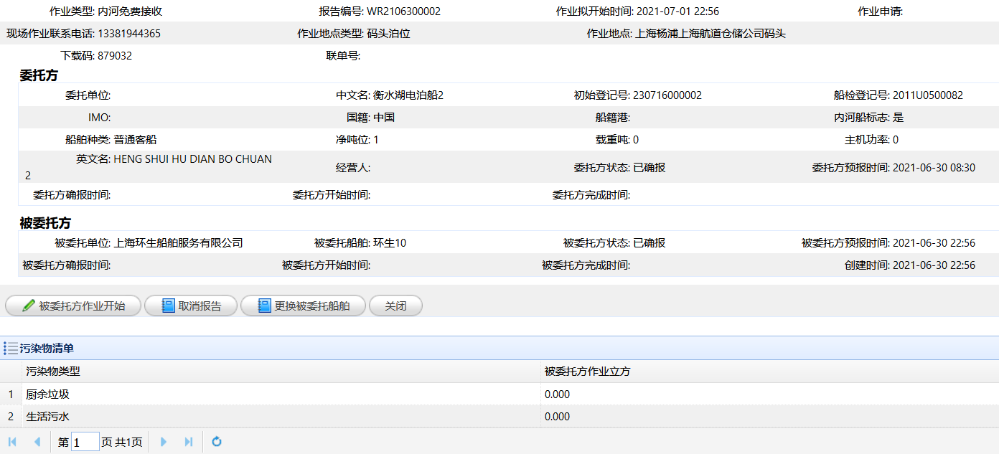 作业类型: 内河免费接收 报告编号: WR2106300002 作业拟开始时间: 2021-07-01 22:56 作业申请:
现场作业联系电话: 13381944365 作业地点类型: 码头泊位 作业地点: 上海杨浦上海航道仓储公司码头
下载码: 879032 联单号:
委托方
委托单位: 中文名: 衡水湖电泊船2 初始登记号: 230716000002 船检登记号: 2011U0500082
IMO: 国籍: 中国 船籍港: 内河船标志: 是
船舶种类: 普通客船 净吨位: 1 载重吨: 0 主机功率: 0
英文名: HENG SHUI HU DIAN BO CHUAN
2 经营人: 委托方状态: 已确报 委托方预报时间: 2021-06-30 08:30
委托方确报时间: 委托方开始时间: 委托方完成时间:
被委托方
被委托单位: 上海环生船舶服务有限公司 被委托船舶: 环生10 被委托方状态: 已确报 被委托方预报时间: 2021-06-30 22:56
被委托方确报时间: 被委托方开始时间: 被委托方完成时间: 创建时间: 2021-06-30 22:56
被委托方作业开始 取消报告 更换被委托船舶 关闭
污染物清单
污染物类型 被委托方作业立方
1 厨余垃圾 0.000
2 生活污水 0.000
第 1 页 共1页